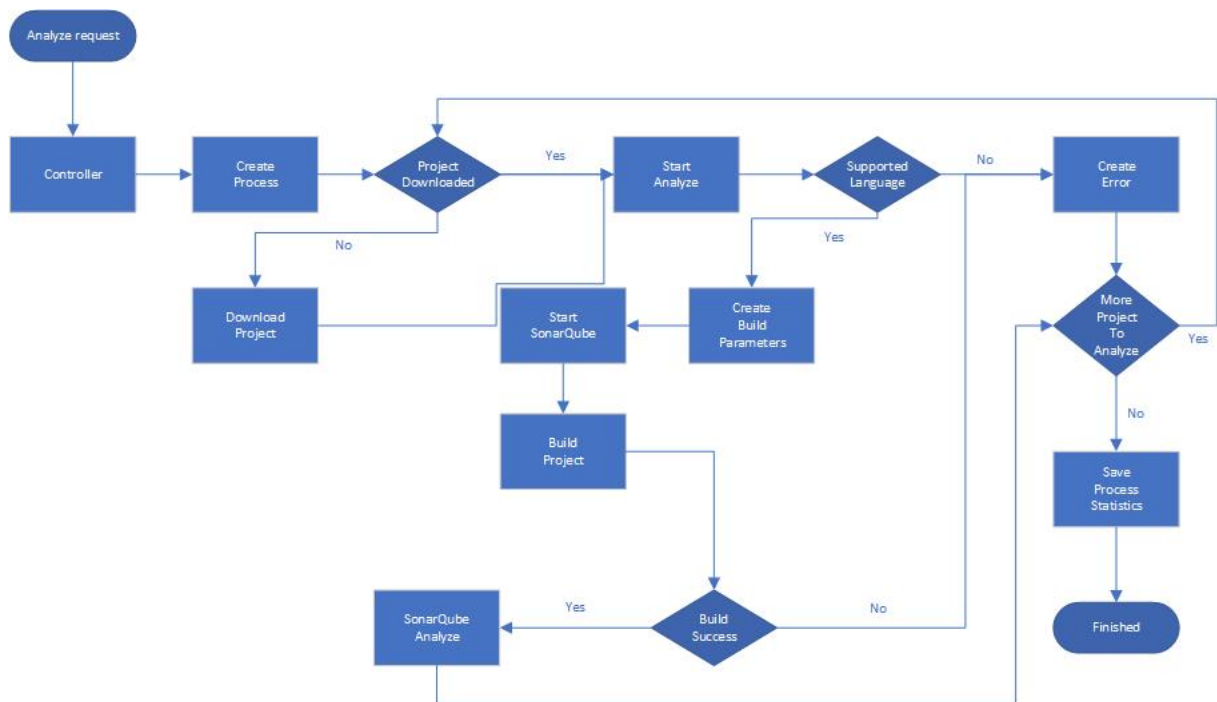 Analyze request
Controller
Create
Process
Project
Downloaded
Yes
Start
Analyze
Supported
Language
No
Create
Error
No
Yes
Download
Project
Start
SonarQube
Create
Build
Parameters
More
Project
To
Analyze
Yes
No
Build
Project
Save
Process
Statistics
SonarQube
Analyze
Yes
Build
Success
No
Finished